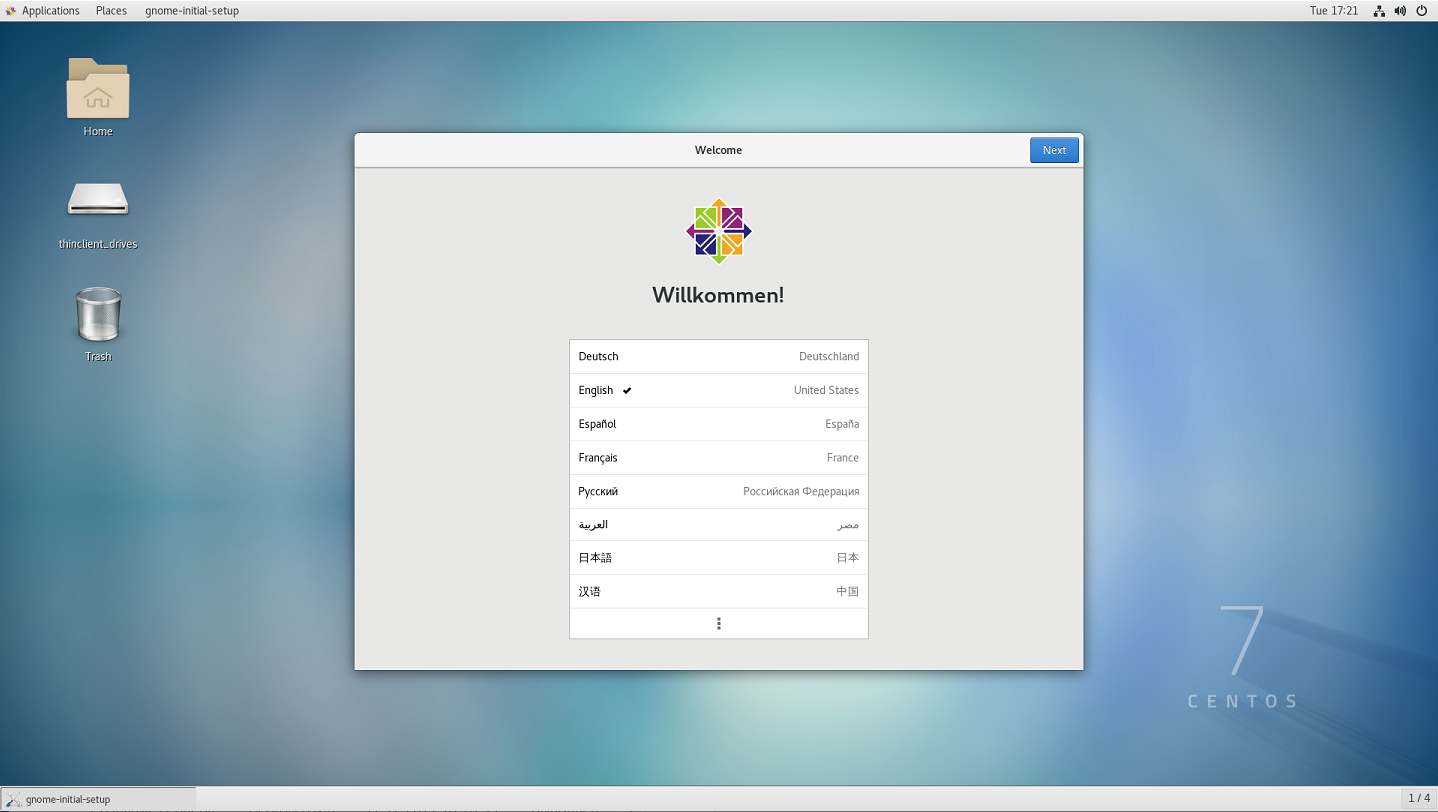 Applications Places gnome-initial-setup Tue 17:21
Home
thinclient_drives
Trash
Welcome Next
Willkommen!
Deutsch Deutschland
English United States
Español España
Français France
Русский Российская Федерация
العربية مصر
日本語 日本
汉语 中国
7
CENTOS
gnome-initial-setup 1 / 4